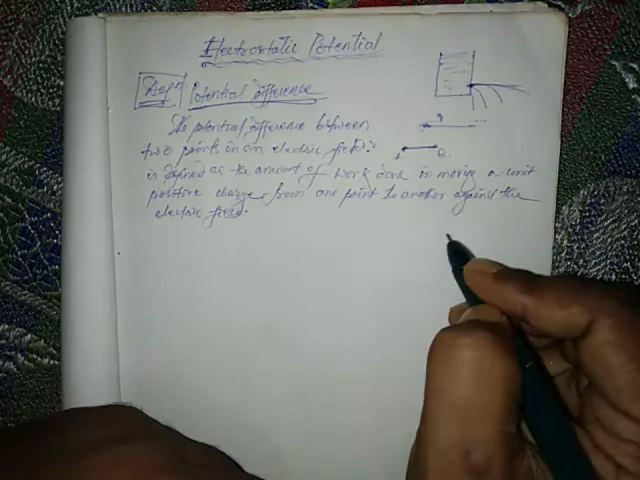 Electrostatic Potential
Defn Potential difference
The potential difference between
two points in an electric field
is defined as the amount of work done in moving a unit
positive charge from one point to another against the
electric field.